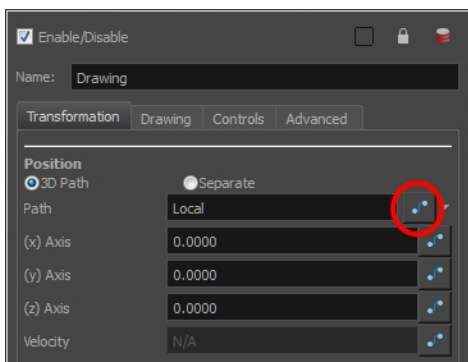 Enable/Disable
Name: Drawing
Transformation Drawing Controls Advanced
Position
3D Path Separate
Path Local
(x) Axis 0.0000
(y) Axis 0.0000
(z) Axis 0.0000
Velocity N/A